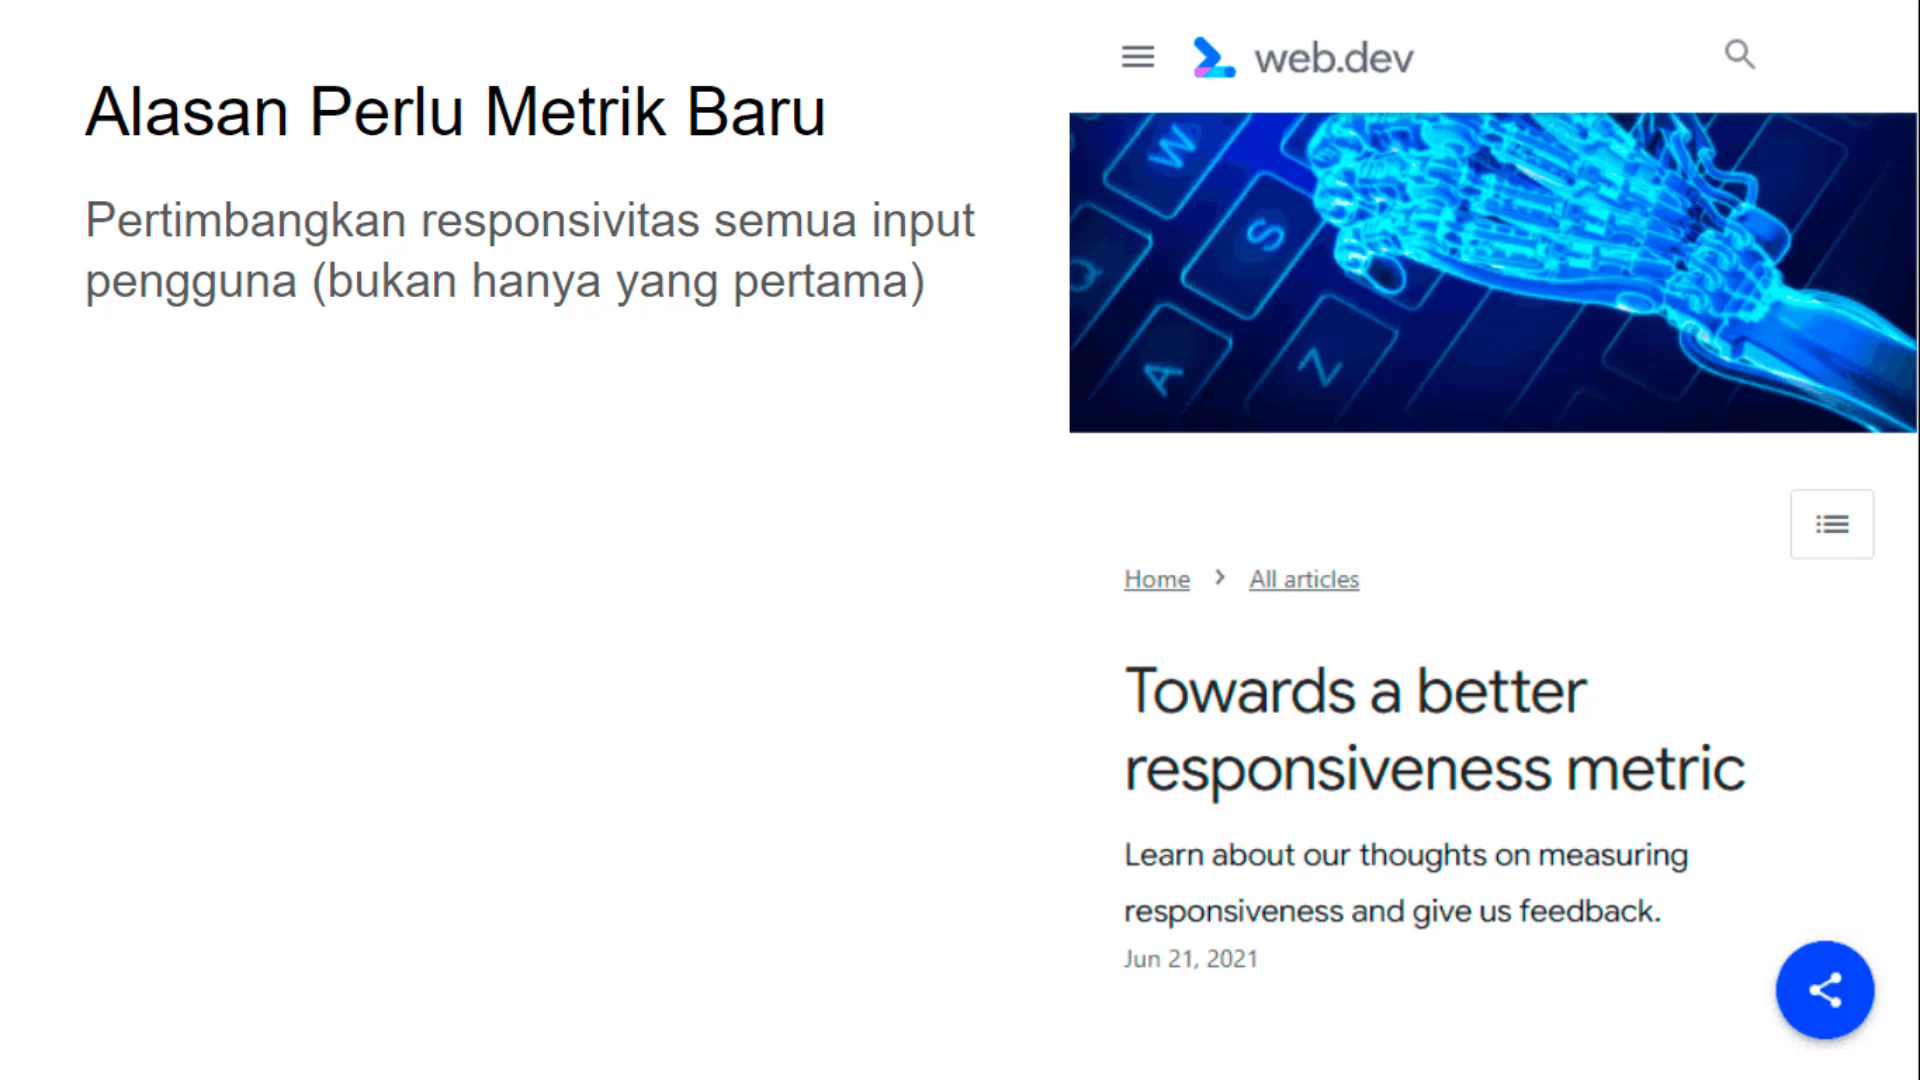 Alasan Perlu Metrik Baru
Pertimbangkan responsivitas semua input
pengguna (bukan hanya yang pertama)
web.dev
W
S
Q
A
Z
Home > All articles
Towards a better
responsiveness metric
Learn about our thoughts on measuring
responsiveness and give us feedback.
Jun 21, 2021